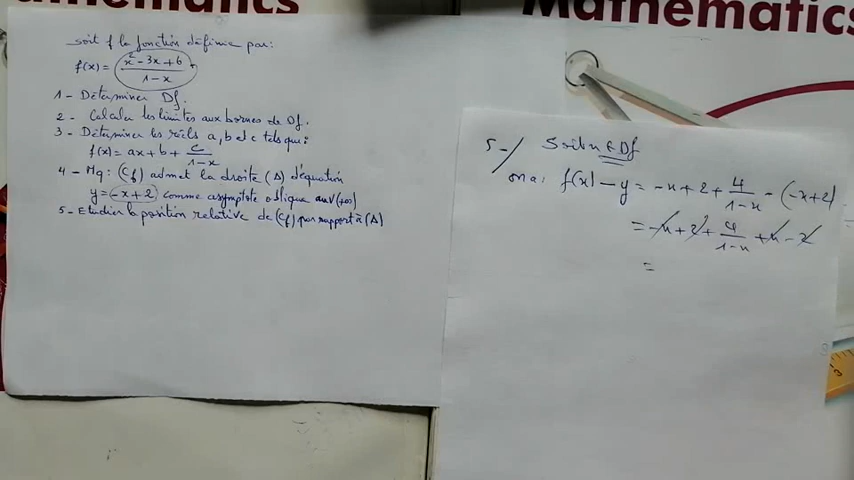 Mathematics
soit f la fonction définie par:
f(x) = x² - 3x + 6 / 1 - x
1 - Déterminer Df.
2 - Calculer les limites aux bornes de Df.
3 - Déterminer les réels a, b et c tels que:
f(x) = ax + b + c / 1 - x
4 - Mq: (Cf) admet la droite (Δ) d'équation
y = -x + 2 comme asymptote oblique au V(±∞)
5 - Etudier la position relative de (Cf) par rapport à (Δ)
5 -/ Soit x ∈ Df
on a: f(x) - y = -x + 2 + 4 / 1 - x - (-x + 2)
= -x + 2 + 4 / 1 - x + x - 2
=